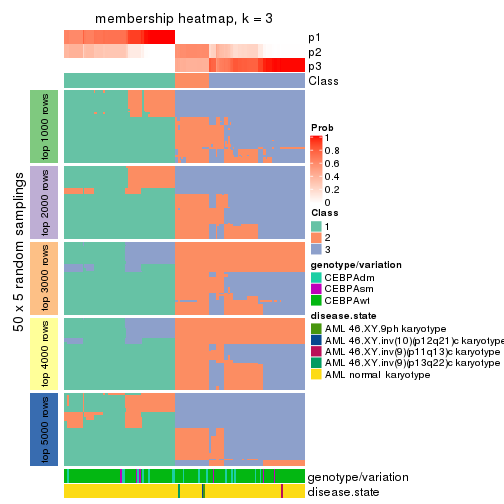 membership heatmap, k = 3
p1
p2
p3
Class
50 x 5 random samplings
top 1000 rows
top 2000 rows
top 3000 rows
top 4000 rows
top 5000 rows
Prob
1
0.8
0.6
0.4
0.2
0
Class
1
2
3
genotype/variation
CEBPAdm
CEBPAsm
CEBPAwt
disease.state
AML 46.XY.9ph karyotype
AML 46.XY.inv(10)(p12q21)c karyotype
AML 46.XY.inv(9)(p11q13)c karyotype
AML 46.XY.inv(9)(p13q22)c karyotype
AML normal karyotype
genotype/variation
disease.state